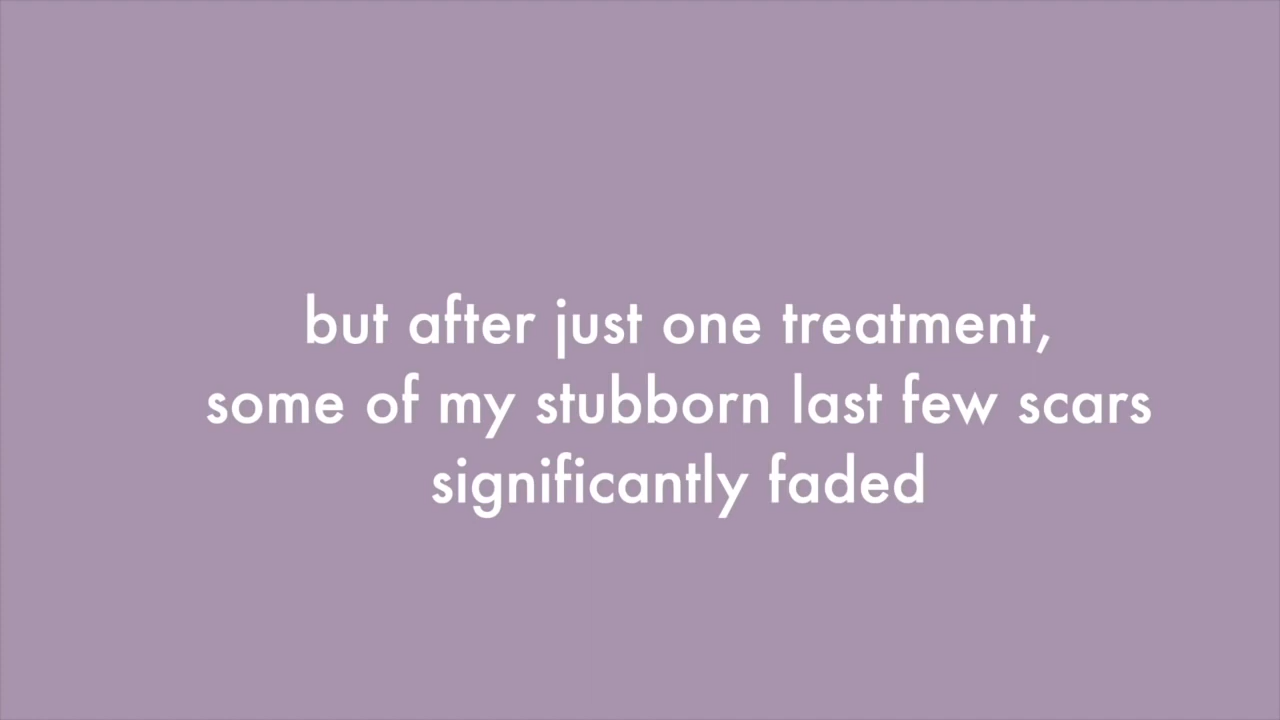 but after just one treatment,
some of my stubborn last few scars
significantly faded